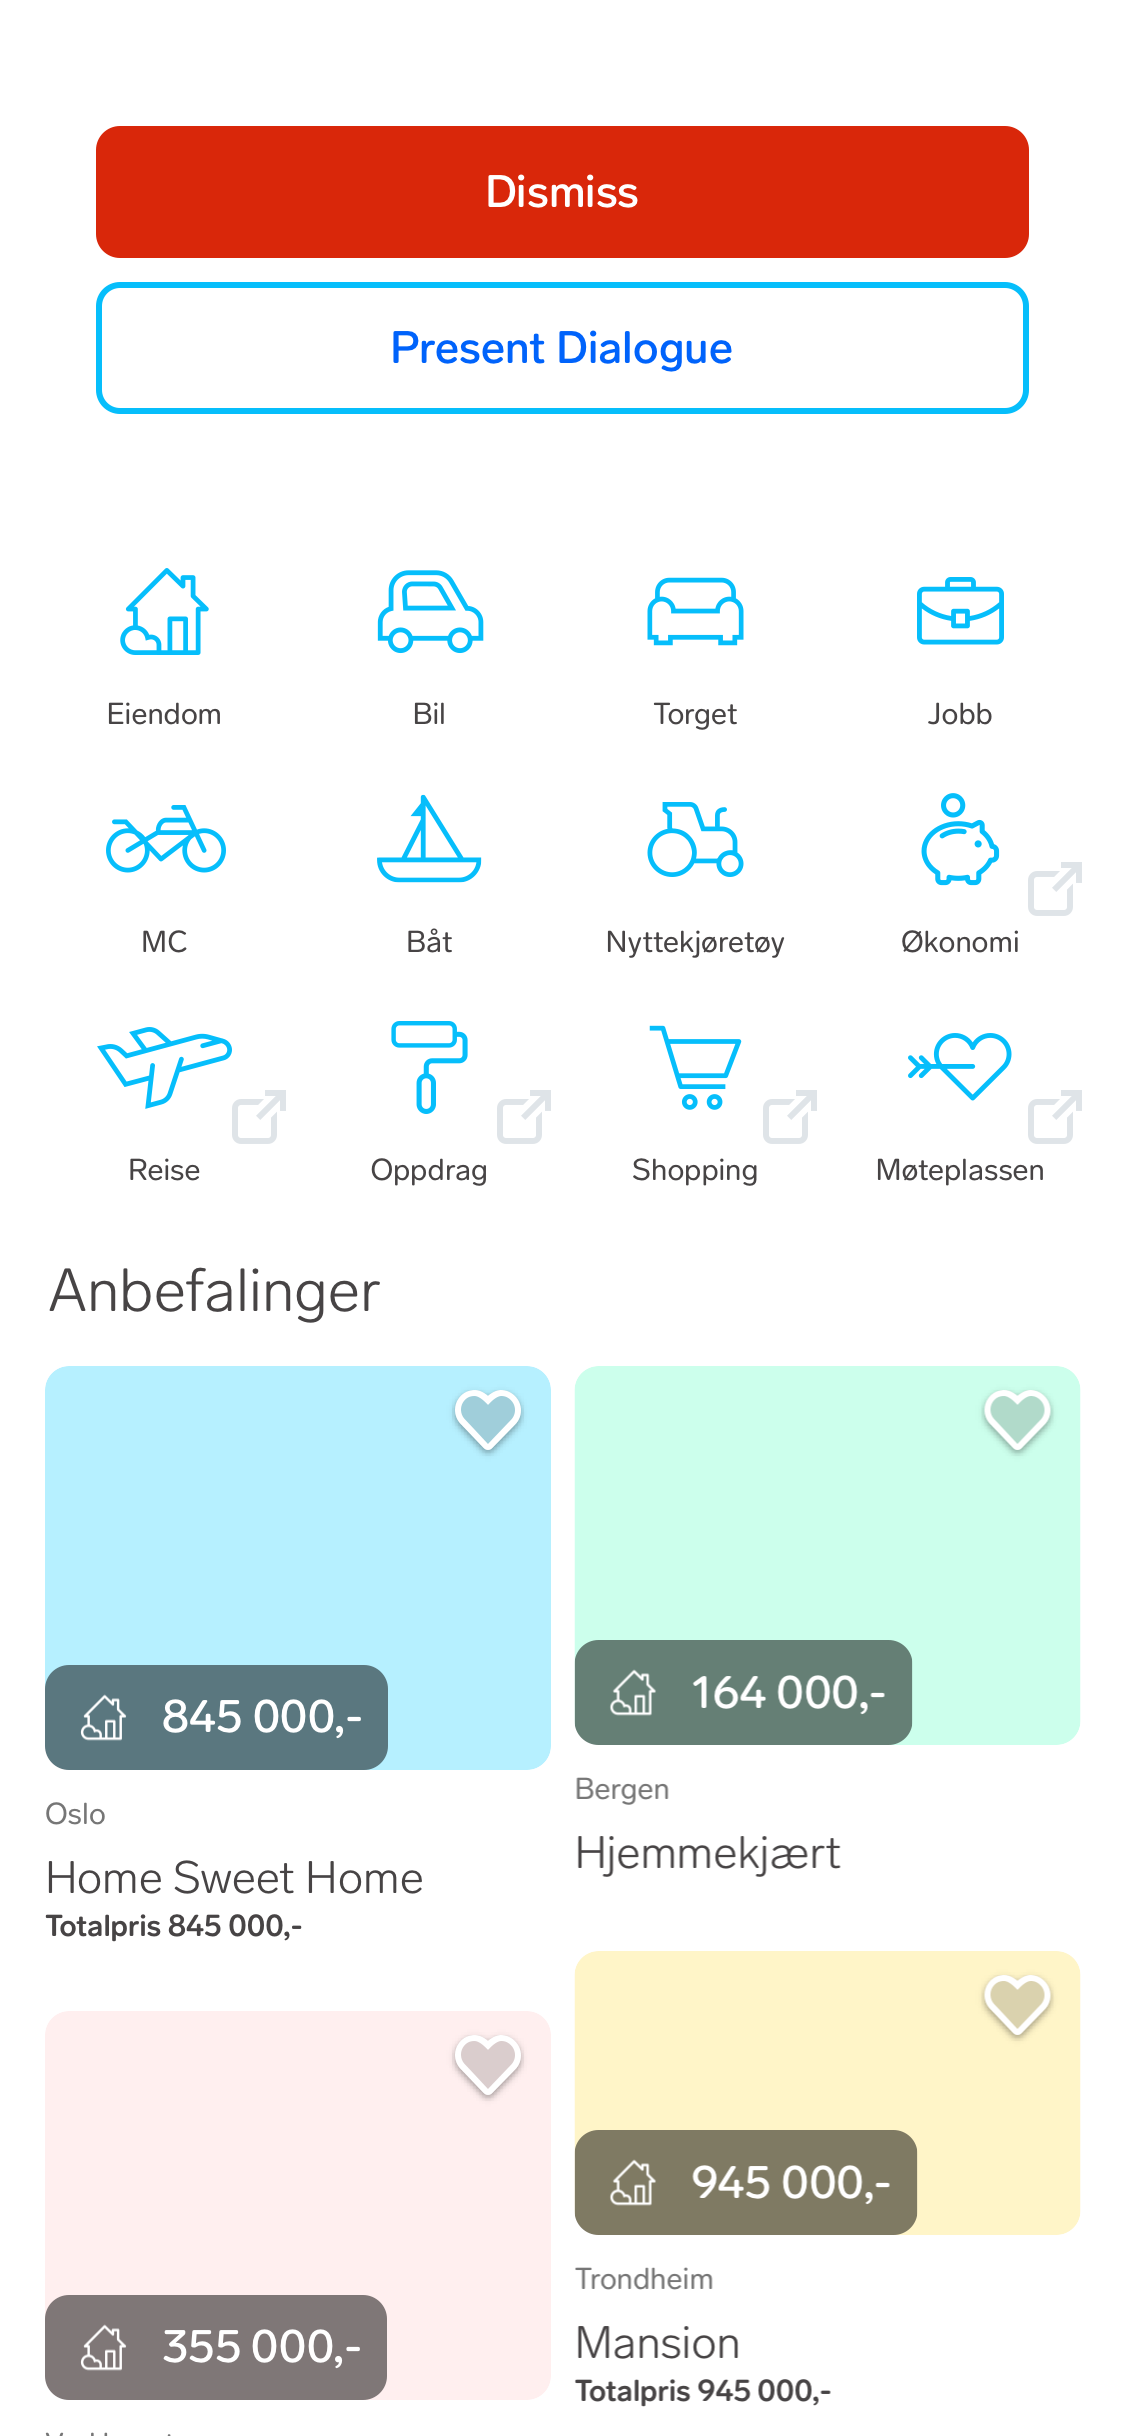 Dismiss
Present Dialogue
Eiendom
Bil
Torget
Jobb
MC
Båt
Nyttekjøretøy
Økonomi
Reise
Oppdrag
Shopping
Møteplassen
Anbefalinger
845 000,-
Oslo
Home Sweet Home
Totalpris 845 000,-
164 000,-
Bergen
Hjemmekjært
355 000,-
945 000,-
Trondheim
Mansion
Totalpris 945 000,-